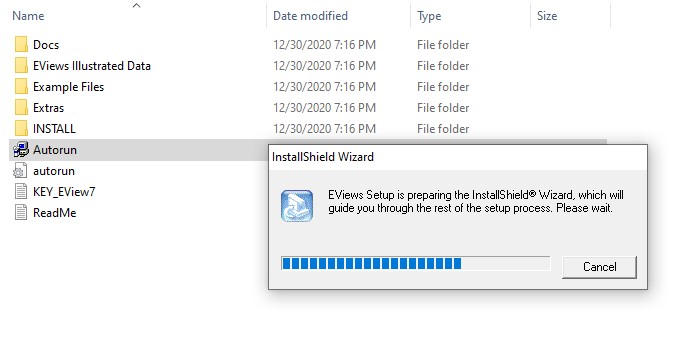 Name Date modified Type Size
Docs 12/30/2020 7:16 PM File folder
EViews Illustrated Data 12/30/2020 7:16 PM File folder
Example Files 12/30/2020 7:16 PM File folder
Extras 12/30/2020 7:16 PM File folder
INSTALL 12/30/2020 7:16 PM File folder
Autorun
autorun
KEY_EView7
ReadMe
InstallShield Wizard
EViews Setup is preparing the InstallShield® Wizard, which will
guide you through the rest of the setup process. Please wait.
Cancel